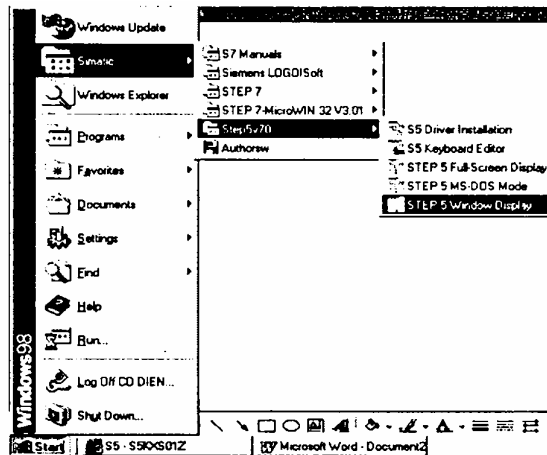 Windows Update
Simatic
Windows Explorer
Programs
Favorites
Documents
Settings
Find
Help
Run...
Log Off CO DIEN...
Shut Down...
Windows98
S7 Manuals
Siemens LOGO!Soft
STEP 7
STEP 7-MicroWIN 32 V3.01
Step5v70
Authorsw
S5 Driver Installation
S5 Keyboard Editor
STEP 5 Full-Screen Display
STEP 5 MS-DOS Mode
STEP 5 Window Display
Start
S5 - S5KXS01Z
Microsoft Word - Document2